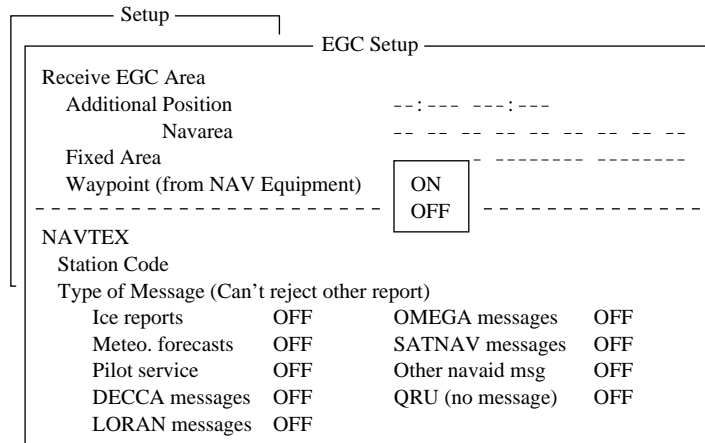 Setup
EGC Setup
Receive EGC Area
Additional Position --:--- ---:---
Navarea -- -- -- -- -- -- -- --
Fixed Area - -------- --------
Waypoint (from NAV Equipment) ON
OFF
NAVTEX
Station Code
Type of Message (Can't reject other report)
Ice reports OFF OMEGA messages OFF
Meteo. forecasts OFF SATNAV messages OFF
Pilot service OFF Other navaid msg OFF
DECCA messages OFF QRU (no message) OFF
LORAN messages OFF